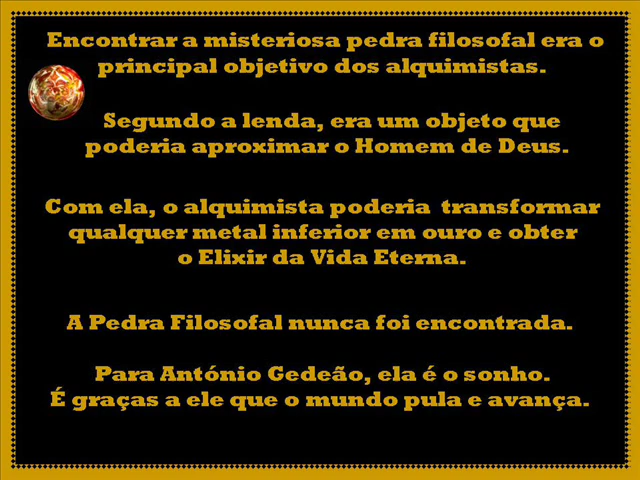 Encontrar a misteriosa pedra filosofal era o
principal objetivo dos alquimistas.
Segundo a lenda, era um objeto que
poderia aproximar o Homem de Deus.
Com ela, o alquimista poderia transformar
qualquer metal inferior em ouro e obter
o Elixir da Vida Eterna.
A Pedra Filosofal nunca foi encontrada.
Para António Gedeão, ela é o sonho.
É graças a ele que o mundo pula e avança.